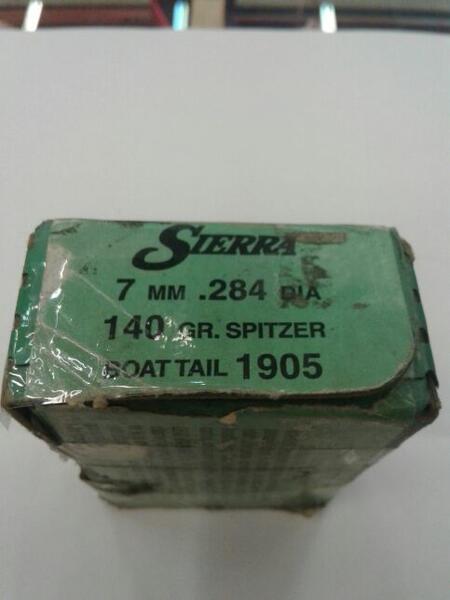 SIERRA
7 MM .284 DIA
140 GR. SPITZER
BOAT TAIL 1905